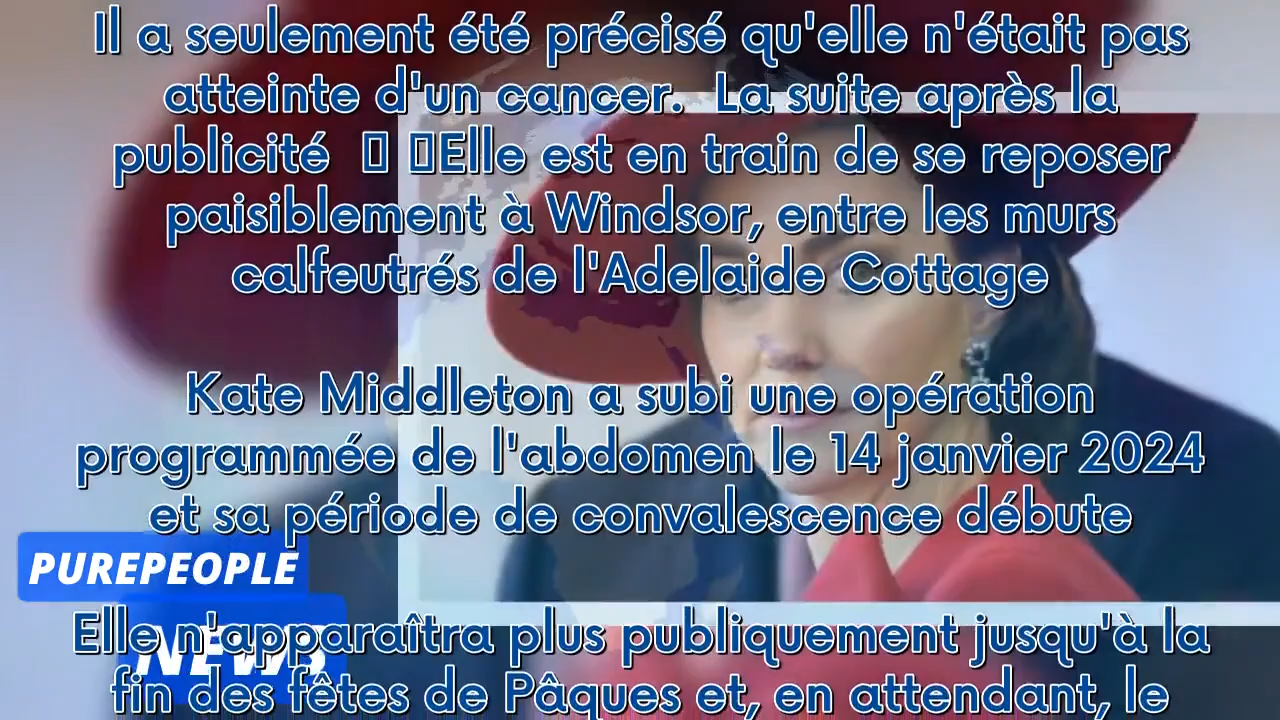 Il a seulement été précisé qu'elle n'était pas
atteinte d'un cancer.  La suite après la
publicité  ▯ ▯Elle est en train de se reposer
paisiblement à Windsor, entre les murs
calfeutrés de l'Adelaide Cottage
Kate Middleton a subi une opération
programmée de l'abdomen le 14 janvier 2024
et sa période de convalescence débute
PUREPEOPLE
NEWS
Elle n'apparaîtra plus publiquement jusqu'à la
fin des fêtes de Pâques et, en attendant, le